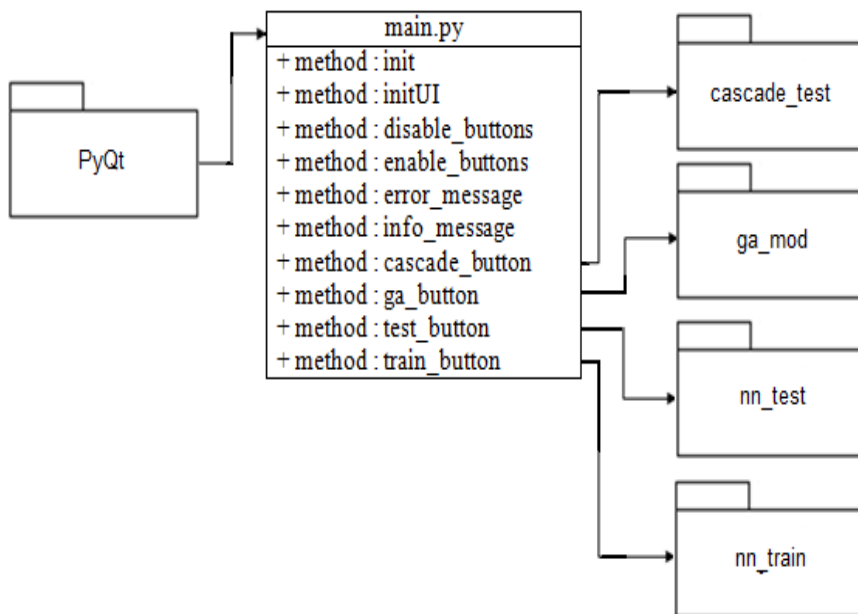 PyQt
main.py
+ method : init
+ method : initUI
+ method : disable_buttons
+ method : enable_buttons
+ method : error_message
+ method : info_message
+ method : cascade_button
+ method : ga_button
+ method : test_button
+ method : train_button
cascade_test
ga_mod
nn_test
nn_train